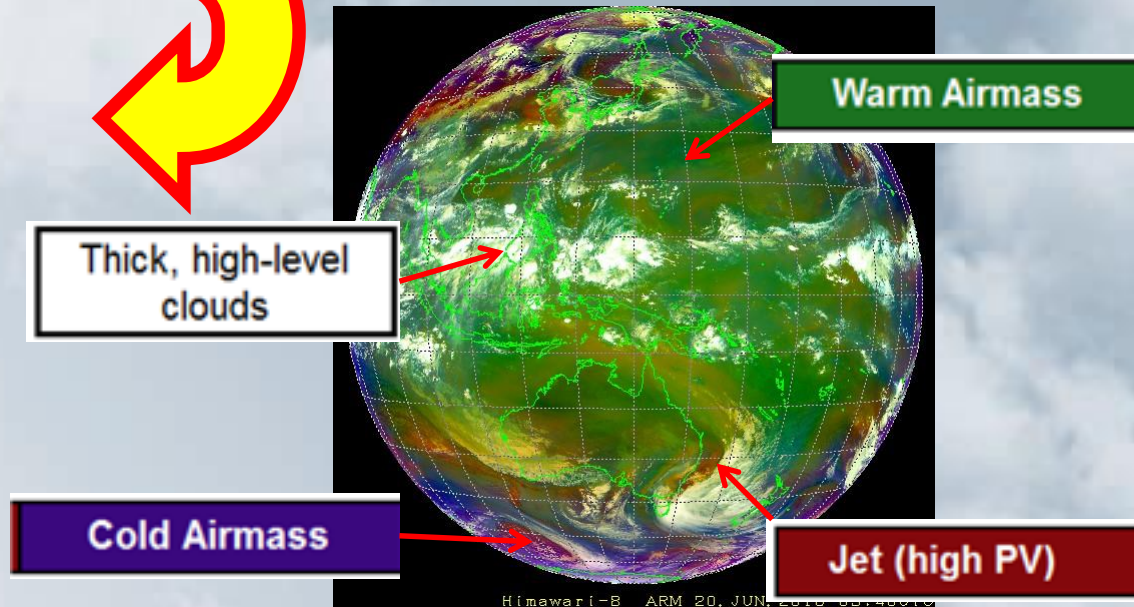 Warm Airmass
Thick, high-level
clouds
Cold Airmass
Jet (high PV)
Himawari-8 ARM 20.JUN.